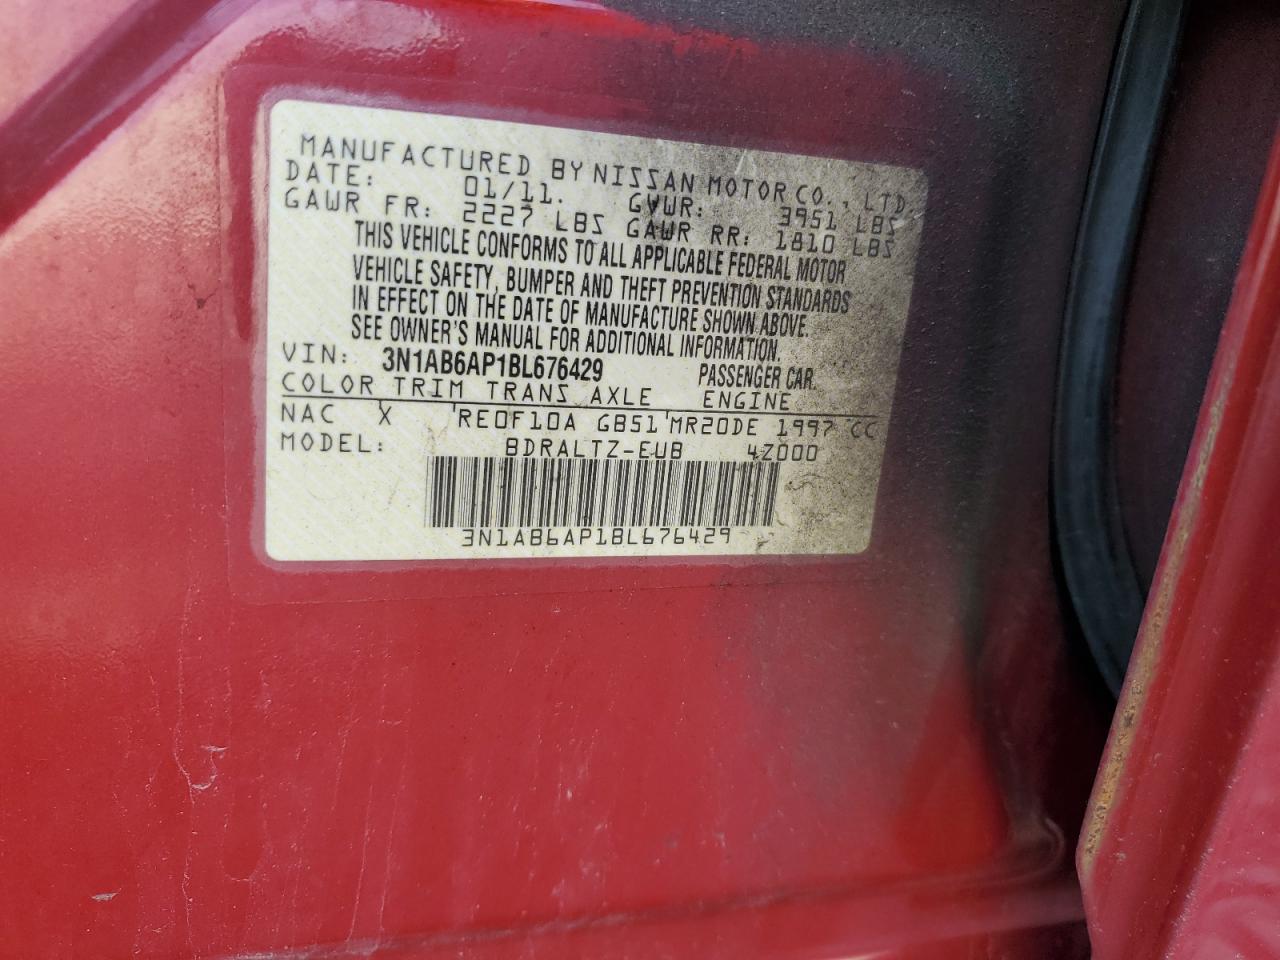 MANUFACTURED BY NISSAN MOTOR CO., LTD
DATE: 01/11. GVWR: 3951 LBS
GAWR FR: 2227 LBS GAWR RR: 1810 LBS
THIS VEHICLE CONFORMS TO ALL APPLICABLE FEDERAL MOTOR
VEHICLE SAFETY, BUMPER AND THEFT PREVENTION STANDARDS
IN EFFECT ON THE DATE OF MANUFACTURE SHOWN ABOVE.
SEE OWNER'S MANUAL FOR ADDITIONAL INFORMATION.
VIN: 3N1AB6AP1BL676429 PASSENGER CAR
COLOR TRIM TRANS AXLE ENGINE
NAC X RE0F10A GB51 MR20DE 1997 CC
MODEL: BDRALTZ-EUB 4Z000
3N1AB6AP1BL676429